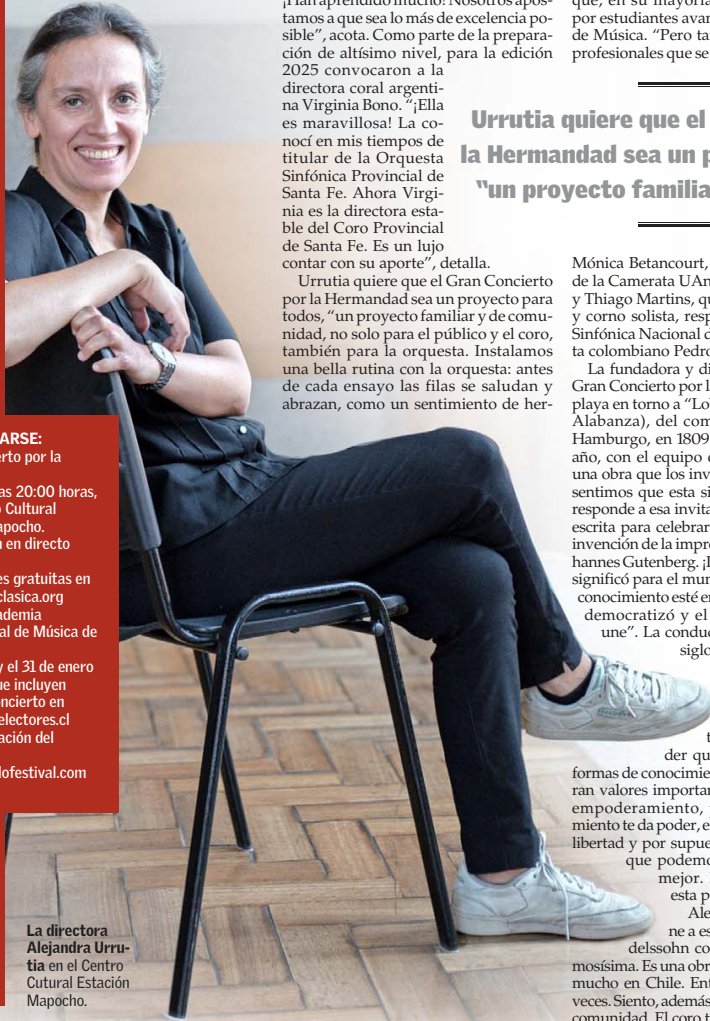 ¡Han aprendido mucho! Nosotros apos-
tamos a que sea lo más de excelencia po-
sible”, acota. Como parte de la prepara-
ción de altísimo nivel, para la edición
2025 convocaron a la
directora coral argenti-
na Virginia Bono. “¡Ella
es maravillosa! La co-
nocí en mis tiempos de
titular de la Orquesta
Sinfónica Provincial de
Santa Fe. Ahora Virgi-
nia es la directora esta-
ble del Coro Provincial
de Santa Fe. Es un lujo
contar con su aporte”, detalla.
Urrutia quiere que el Gran Concierto
por la Hermandad sea un proyecto para
todos, “un proyecto familiar y de comu-
nidad, no solo para el público y el coro,
también para la orquesta. Instalamos
una bella rutina con la orquesta: antes
de cada ensayo las filas se saludan y
abrazan, como un sentimiento de her-
que, en su mayoría
por estudiantes avan
de Música. “Pero tan
profesionales que se
Urrutia quiere que el
la Hermandad sea un p
“un proyecto familia
Mónica Betancourt,
de la Camerata UAn
y Thiago Martins, qu
y corno solista, resp
Sinfónica Nacional d
ta colombiano Pedro
La fundadora y di
Gran Concierto por l
playa en torno a “Lo
Alabanza), del com
Hamburgo, en 1809
año, con el equipo
una obra que los inv
sentimos que esta si
responde a esa invita
escrita para celebrar
invención de la impre
hannes Gutenberg. ¡I
significó para el mun
conocimiento esté en
democratizó y el
une”. La conduc
siglo
t
der qu
formas de conocimie
ran valores importan
empoderamiento,
miento te da poder, e
libertad y por supue
que podemo
mejor.
esta p
Ale
ne a es
delssohn co
mosísima. Es una obr
mucho en Chile. Ent
veces. Siento, además
comunidad. El coro t
ARSE:
erto por la
as 20:00 horas,
Cultural
apocho.
n en directo
es gratuitas en
clasica.org
ademia
al de Música de
y el 31 de enero
ue incluyen
oncierto en
electores.cl
ación del
lofestival.com
La directora
Alejandra Urru-
tia en el Centro
Cutural Estación
Mapocho.